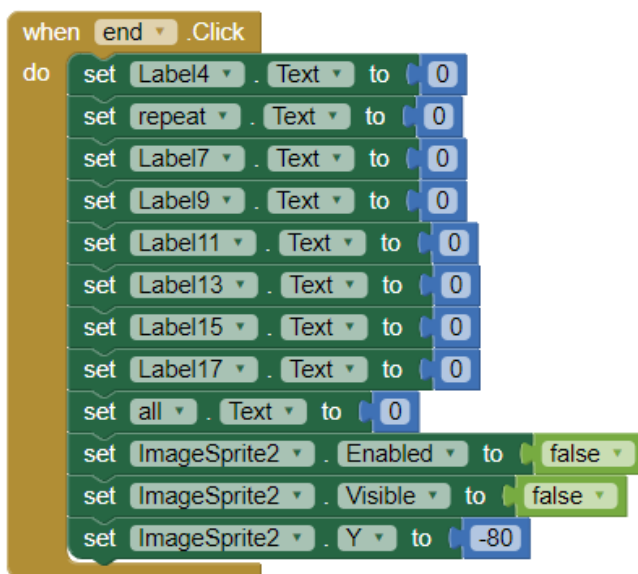 when end .Click
do set Label4 . Text to 0
set repeat . Text to 0
set Label7 . Text to 0
set Label9 . Text to 0
set Label11 . Text to 0
set Label13 . Text to 0
set Label15 . Text to 0
set Label17 . Text to 0
set all . Text to 0
set ImageSprite2 . Enabled to false
set ImageSprite2 . Visible to false
set ImageSprite2 . Y to -80